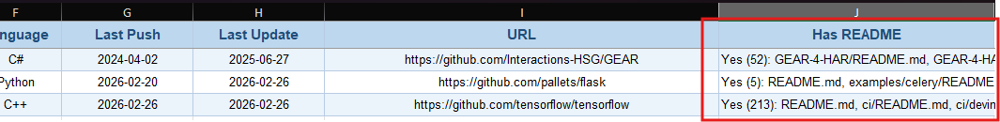 F G H I J
nguage Last Push Last Update URL Has README
C# 2024-04-02 2025-06-27 https://github.com/Interactions-HSG/GEAR Yes (52): GEAR-4-HAR/README.md, GEAR-4-HA
Python 2026-02-20 2026-02-26 https://github.com/pallets/flask Yes (5): README.md, examples/celery/README
C++ 2026-02-26 2026-02-26 https://github.com/tensorflow/tensorflow Yes (213): README.md, ci/README.md, ci/devin